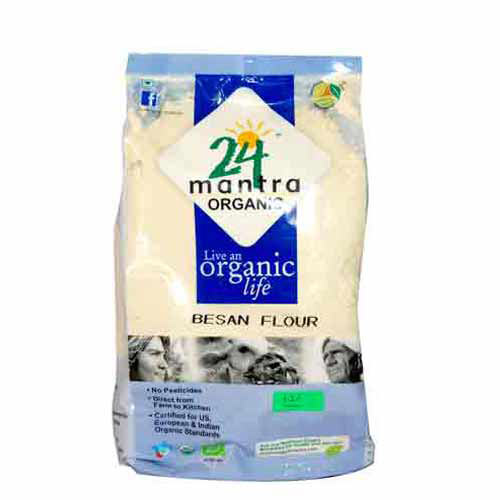 24
mantra
ORGANIC
Live an
organic
life
BESAN FLOUR
• No Pesticides
• Direct from
Farm to Kitchen
• Certified for US,
European & Indian
Organic Standards